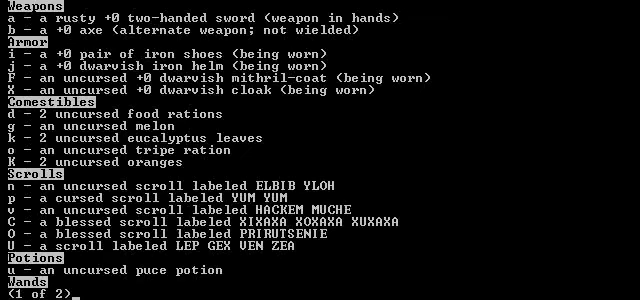 Weapons
a - a rusty +0 two-handed sword (weapon in hands)
b - a +0 axe (alternate weapon; not wielded)
Armor
i - a +0 pair of iron shoes (being worn)
j - a +0 dwarvish iron helm (being worn)
F - an uncursed +0 dwarvish mithril-coat (being worn)
X - an uncursed +0 dwarvish cloak (being worn)
Comestibles
d - 2 uncursed food rations
g - an uncursed melon
k - 2 uncursed eucalyptus leaves
o - an uncursed tripe ration
K - 2 uncursed oranges
Scrolls
n - an uncursed scroll labeled ELBIB YLOH
p - a cursed scroll labeled YUM YUM
v - an uncursed scroll labeled HACKEM MUCHE
C - a blessed scroll labeled XIXAXA XOXAXA XUXAXA
O - a blessed scroll labeled PRIRUTSENIE
U - a scroll labeled LEP GEX VEN ZEA
Potions
u - an uncursed puce potion
Wands
(1 of 2)